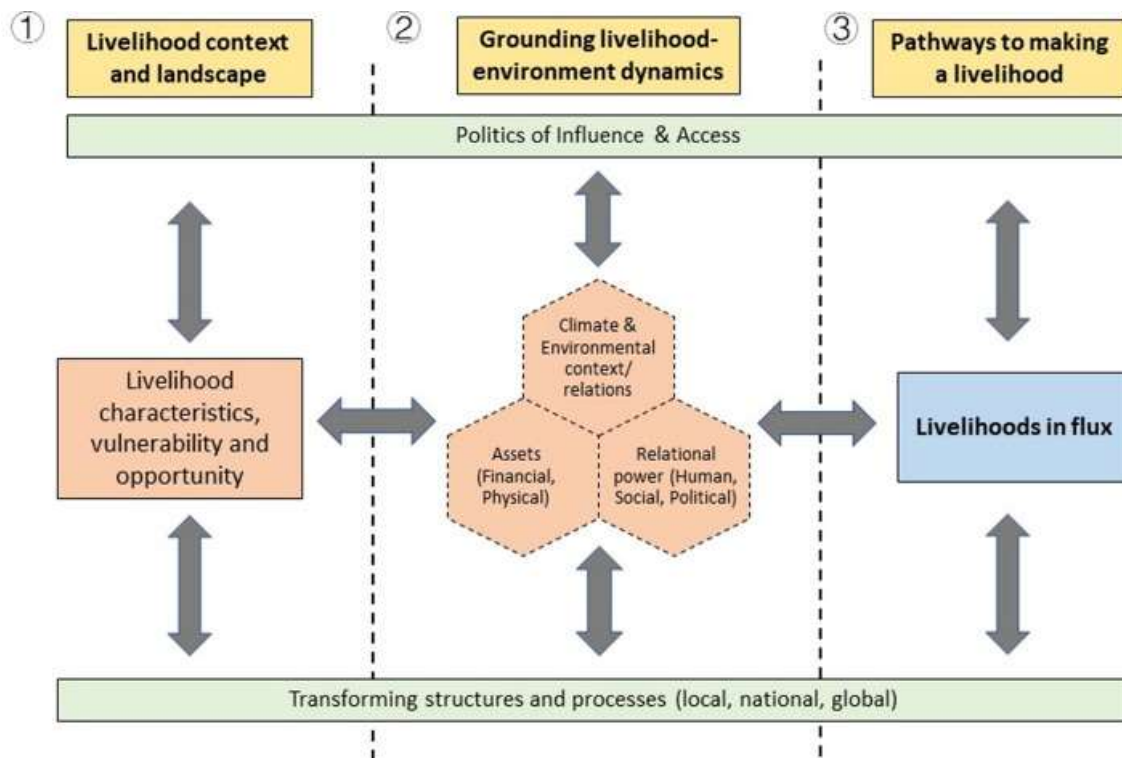 ①
Livelihood context
and landscape
②
Grounding livelihood-
environment dynamics
③
Pathways to making
a livelihood
Politics of Influence & Access
Climate &
Environmental
context/
relations
Livelihood
characteristics,
vulnerability and
opportunity
Assets
(Financial,
Physical)
Relational
power (Human,
Social, Political)
Livelihoods in flux
Transforming structures and processes (local, national, global)